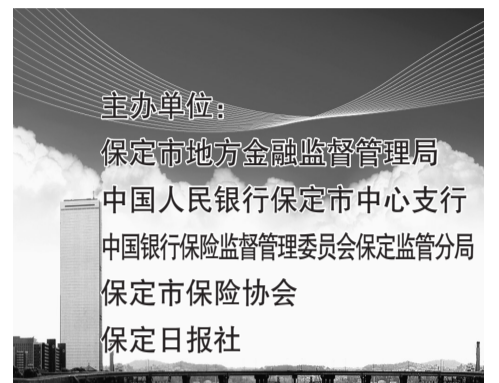 主办单位：
保定市地方金融监督管理局
中国人民银行保定市中心支行
中国银行保险监督管理委员会保定监管分局
保定市保险协会
保定日报社